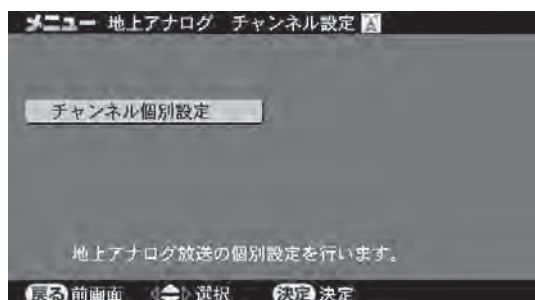 メニュー 地上アナログ チャンネル設定 A
チャンネル個別設定
地上アナログ放送の個別設定を行います。
戻る 前画面 選択 決定 決定